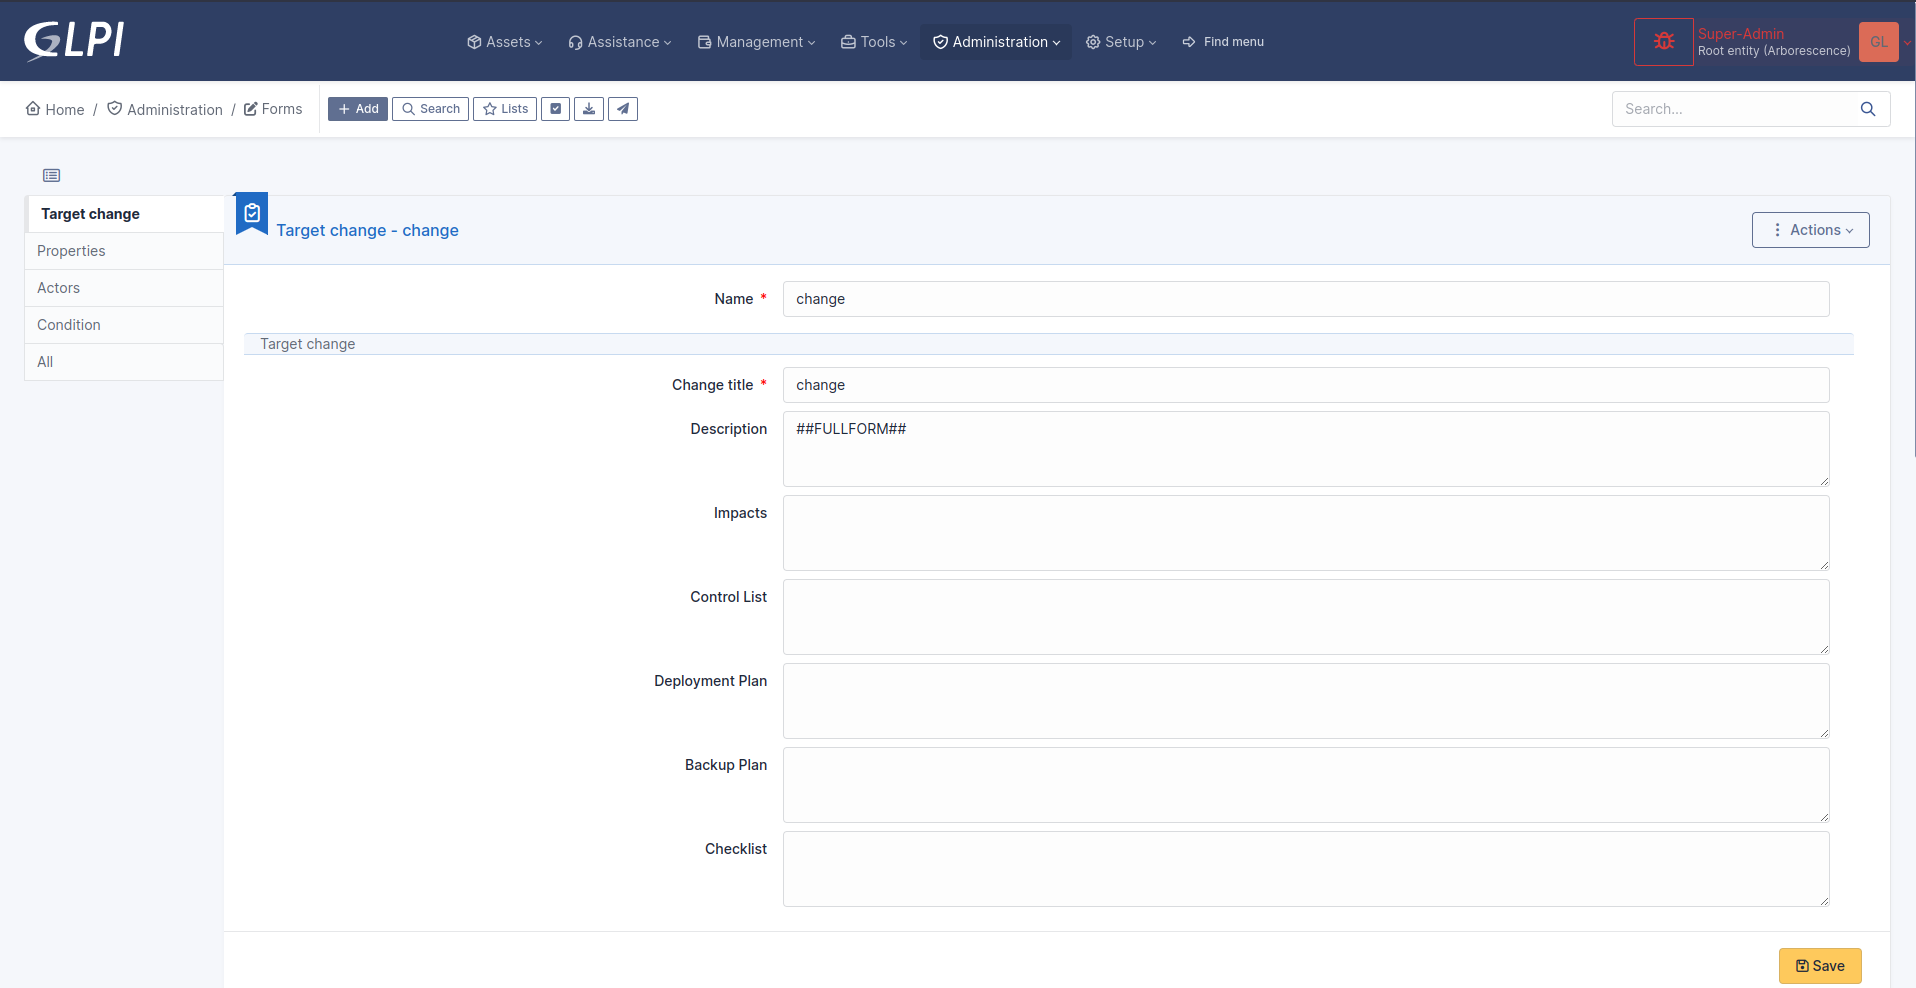 GLPI
Assets
Assistance
Management
Tools
Administration
Setup
Find menu
Super-Admin
Root entity (Arborescence)
GL
Home / Administration / Forms
Add
Search
Lists
Search...
Target change
Properties
Actors
Condition
All
Target change - change
Actions
Name * change
Target change
Change title * change
Description ##FULLFORM##
Impacts
Control List
Deployment Plan
Backup Plan
Checklist
Save